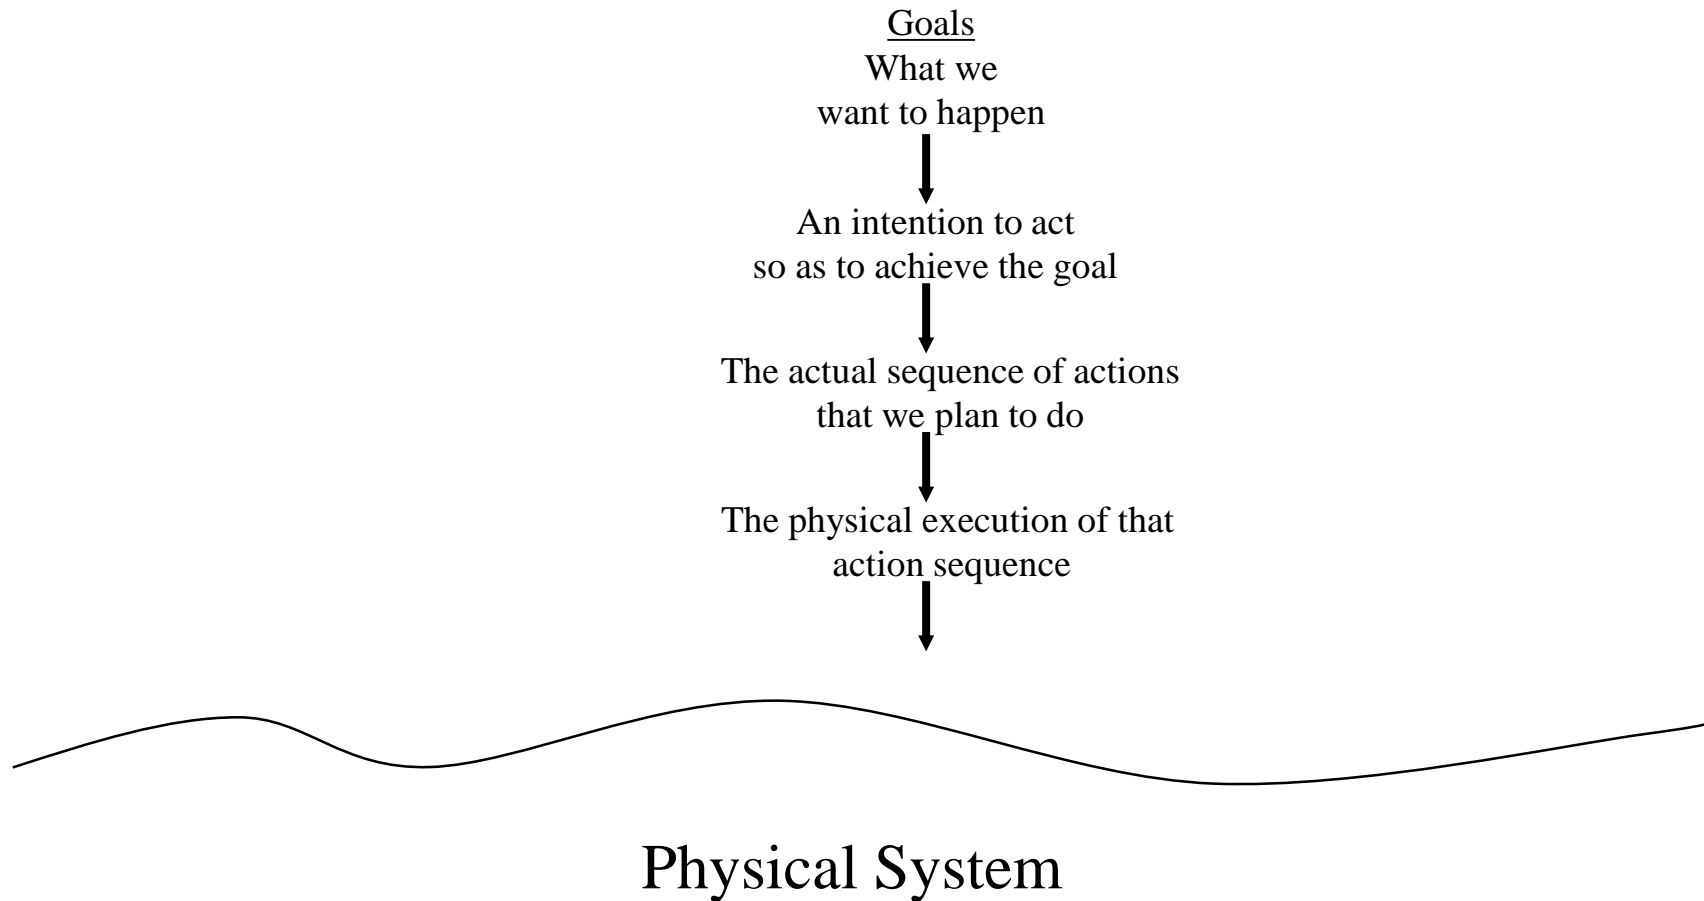 Goals
What we
want to happen
An intention to act
so as to achieve the goal
The actual sequence of actions
that we plan to do
The physical execution of that
action sequence
Physical System